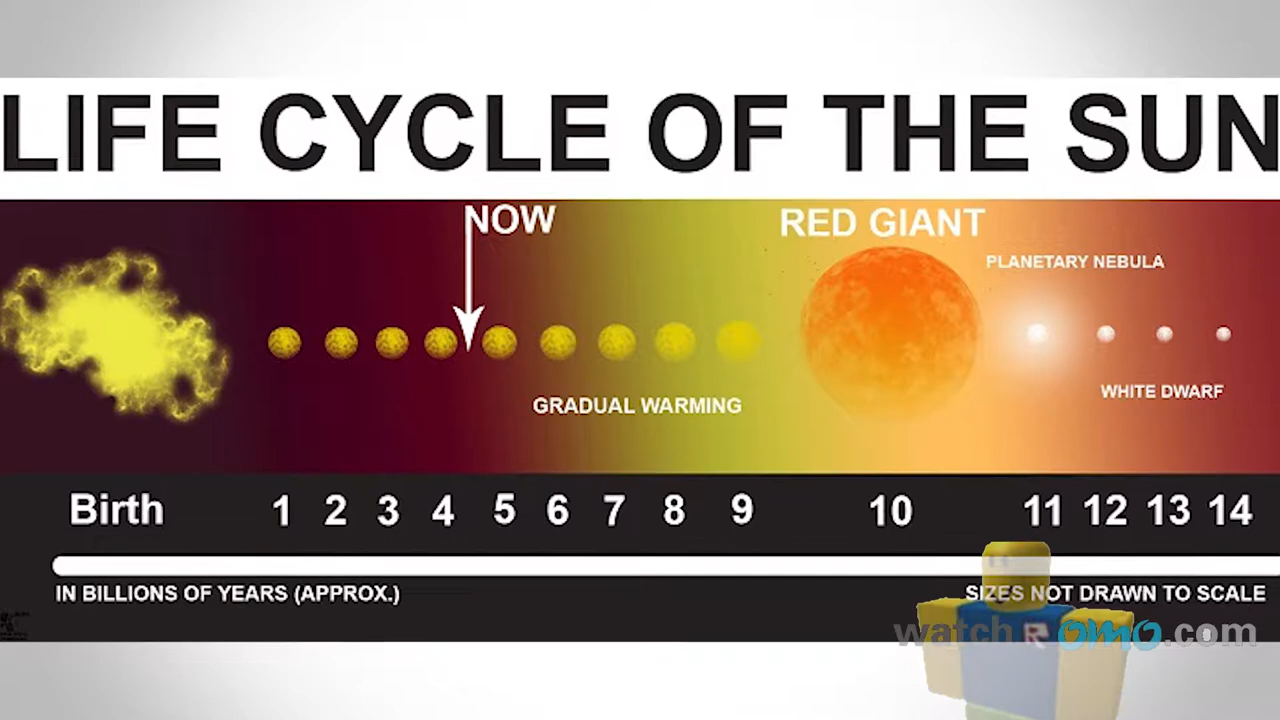 LIFE CYCLE OF THE SUN
NOW
RED GIANT
PLANETARY NEBULA
GRADUAL WARMING
WHITE DWARF
Birth 1 2 3 4 5 6 7 8 9 10 11 12 13 14
IN BILLIONS OF YEARS (APPROX.)
SIZES NOT DRAWN TO SCALE
watch R omo.com